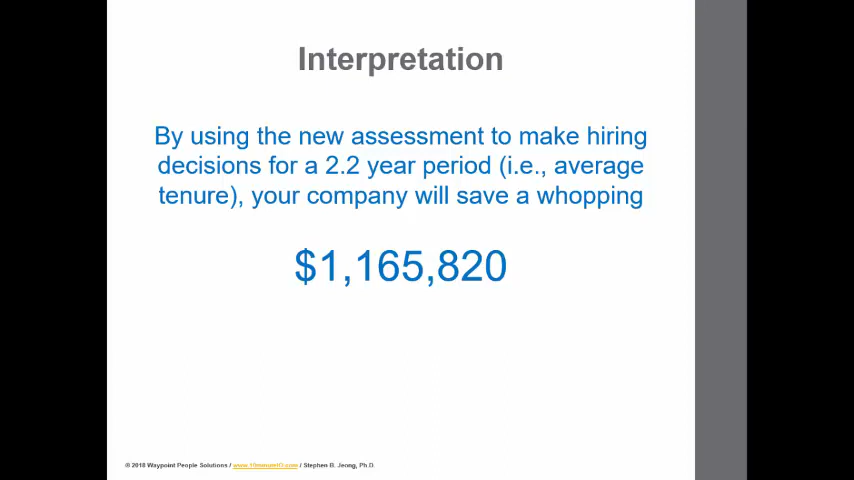 Interpretation
By using the new assessment to make hiring
decisions for a 2.2 year period (i.e., average
tenure), your company will save a whopping
$1,165,820
© 2018 Waypoint People Solutions / / Stephen B. Jeong, Ph.D.